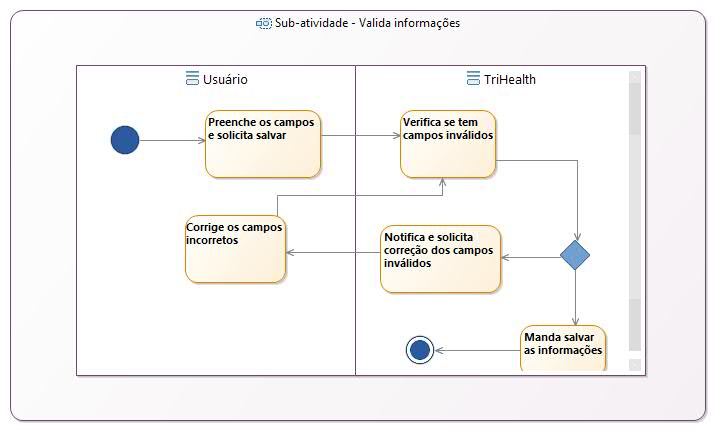 Sub-atividade - Valida informações
Usuário
TriHealth
Preenche os campos
e solicita salvar
Verifica se tem
campos inválidos
Corrige os campos
incorretos
Notifica e solicita
correção dos campos
inválidos
Manda salvar
as informações